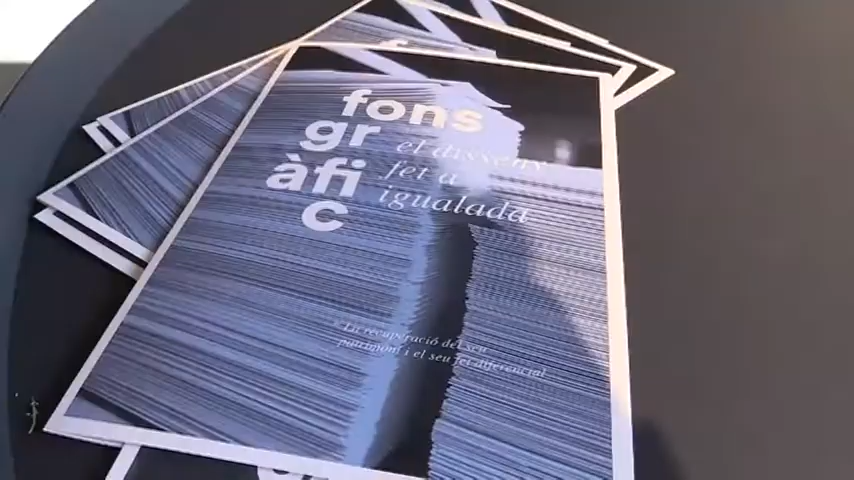 fons
gr
àfi
c
el disseny
fet a
igualada
La recuperació del seu
patrimoni i el seu fet diferencial